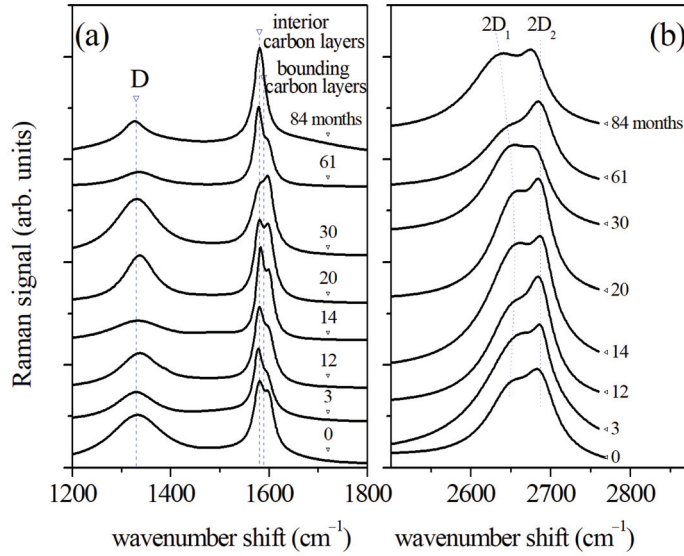 (a)
interior
carbon layers
bounding
carbon layers
D
84 months
61
30
20
14
12
3
0
Raman signal (arb. units)
1200 1400 1600 1800
wavenumber shift (cm⁻¹)
2D₁ 2D₂
(b)
84 months
61
30
20
14
12
3
0
2600 2700 2800
wavenumber shift (cm⁻¹)